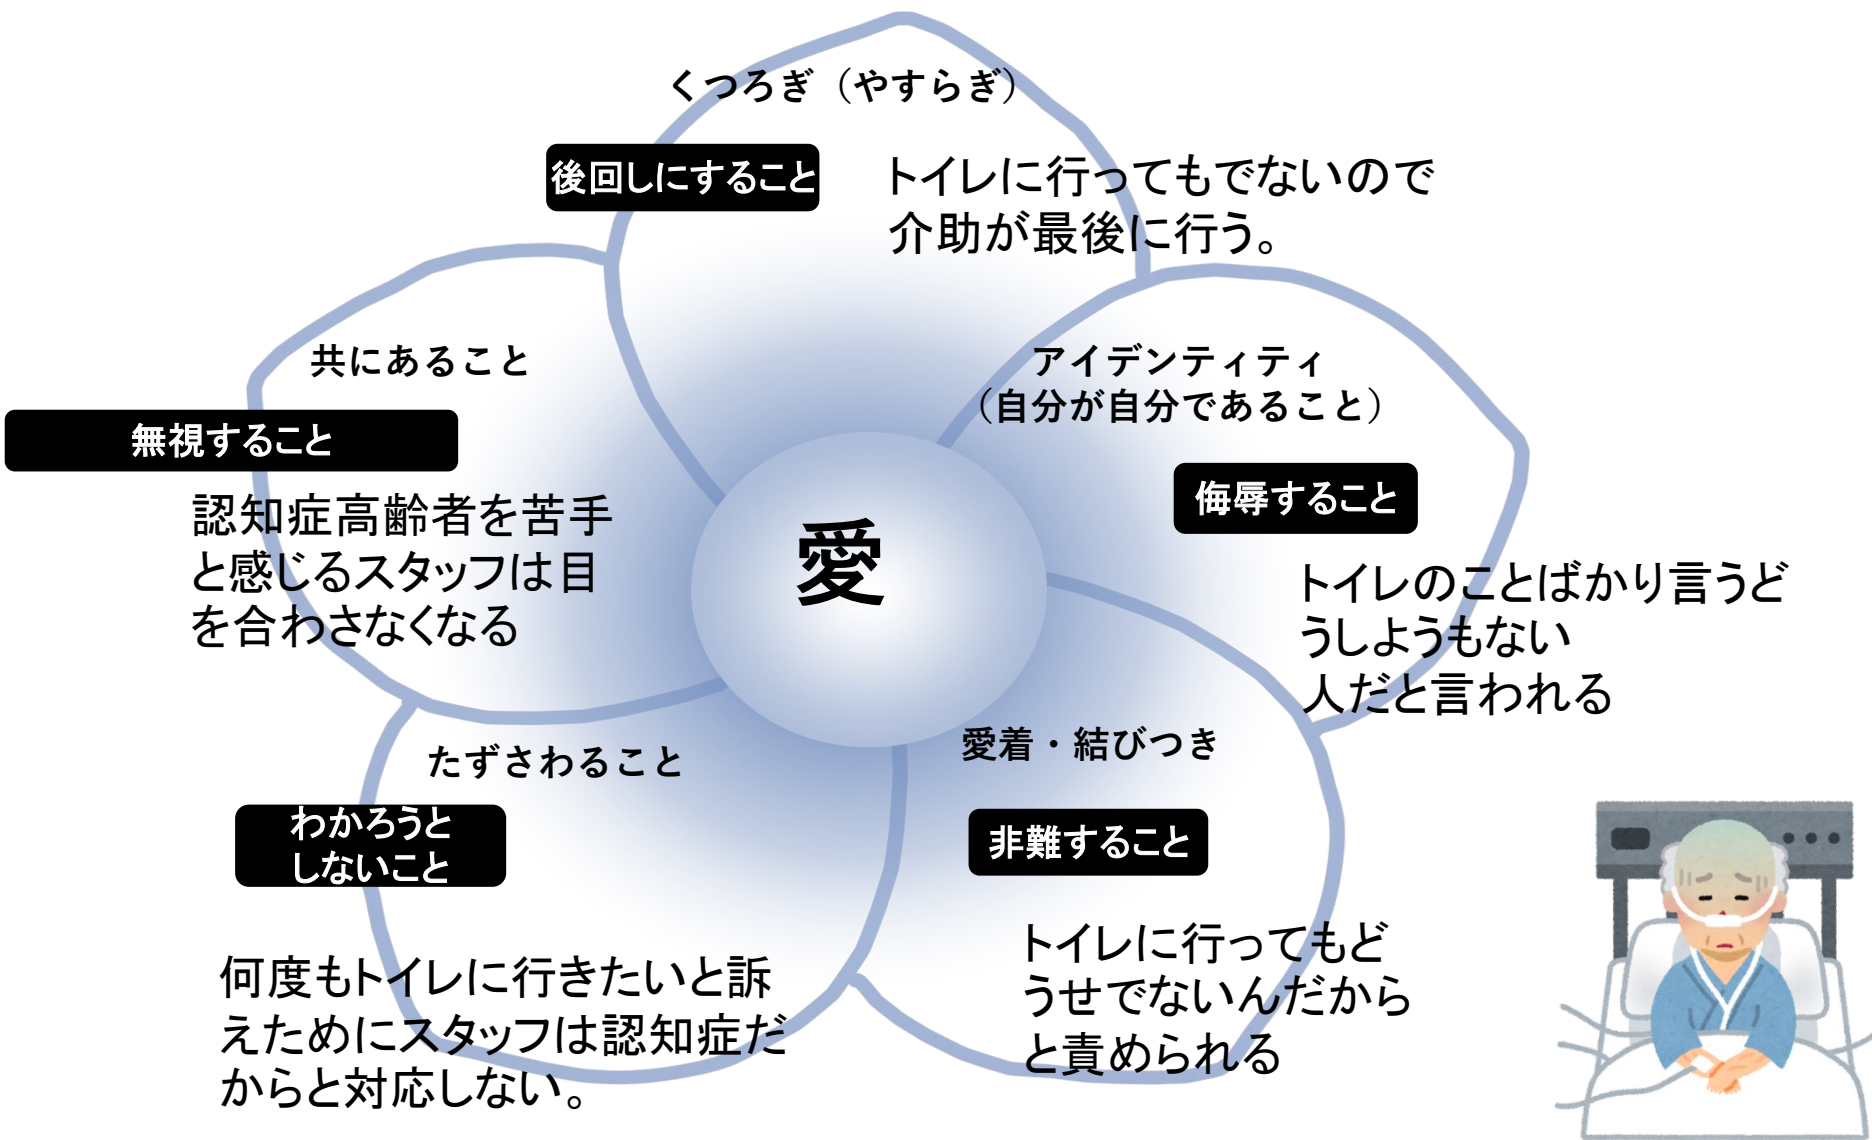 くつろぎ（やすらぎ）
後回しにすること
トイレに行ってもでないので
介助が最後に行う。
共にあること
無視すること
認知症高齢者を苦手
と感じるスタッフは目
を合わさなくなる
アイデンティティ
（自分が自分であること）
侮辱すること
トイレのことばかり言うど
うしようもない
人だと言われる
愛
たずさわること
わかろうと
しないこと
何度もトイレに行きたいと訴
えためにスタッフは認知症だ
からと対応しない。
愛着・結びつき
非難すること
トイレに行ってもど
うせでないんだから
と責められる